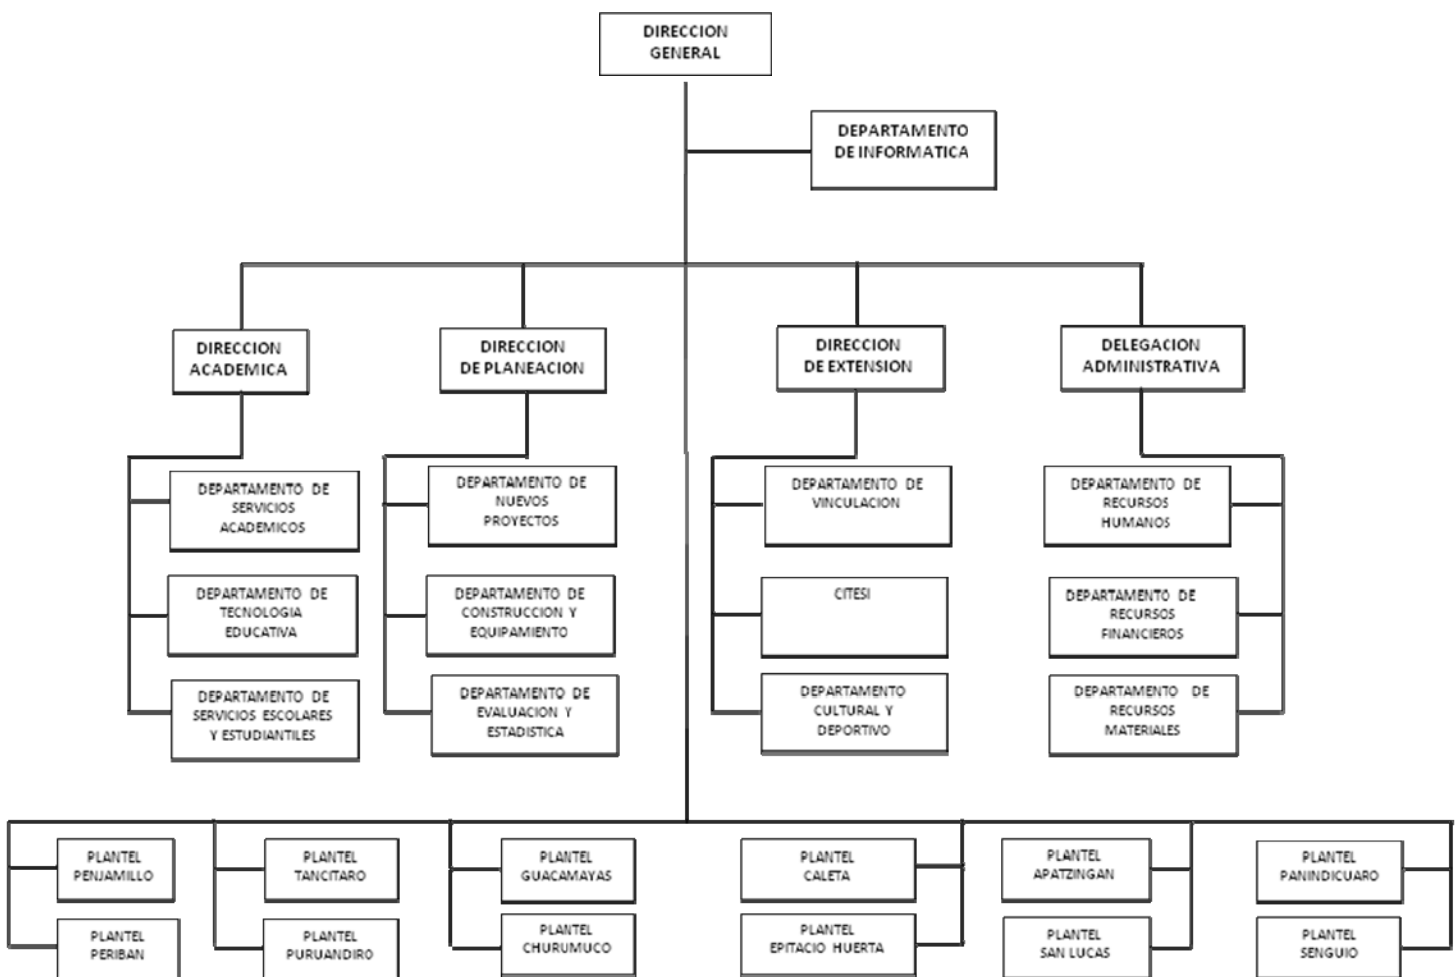 DIRECCION
GENERAL
DEPARTAMENTO
DE INFORMATICA
DIRECCION
ACADEMICA
DIRECCION
DE PLANEACION
DIRECCION
DE EXTENSION
DELEGACION
ADMINISTRATIVA
DEPARTAMENTO DE
SERVICIOS
ACADEMICOS
DEPARTAMENTO DE
NUEVOS
PROYECTOS
DEPARTAMENTO DE
VINCULACION
DEPARTAMENTO DE
RECURSOS
HUMANOS
DEPARTAMENTO DE
TECNOLOGIA
EDUCATIVA
DEPARTAMENTO DE
CONSTRUCCION Y
EQUIPAMIENTO
CITESI
DEPARTAMENTO DE
RECURSOS
FINANCIEROS
DEPARTAMENTO DE
SERVICIOS ESCOLARES
Y ESTUDIANTILES
DEPARTAMENTO DE
EVALUACION Y
ESTADISTICA
DEPARTAMENTO
CULTURAL Y
DEPORTIVO
DEPARTAMENTO DE
RECURSOS
MATERIALES
PLANTEL
PENJAMILLO
PLANTEL
TANCITARO
PLANTEL
GUACAMAYAS
PLANTEL
CALETA
PLANTEL
APATZINGAN
PLANTEL
PANINDICUARO
PLANTEL
PERIBAN
PLANTEL
PURUANDIRO
PLANTEL
CHURUMUCO
PLANTEL
EPITACIO HUERTA
PLANTEL
SAN LUCAS
PLANTEL
SENGUIO